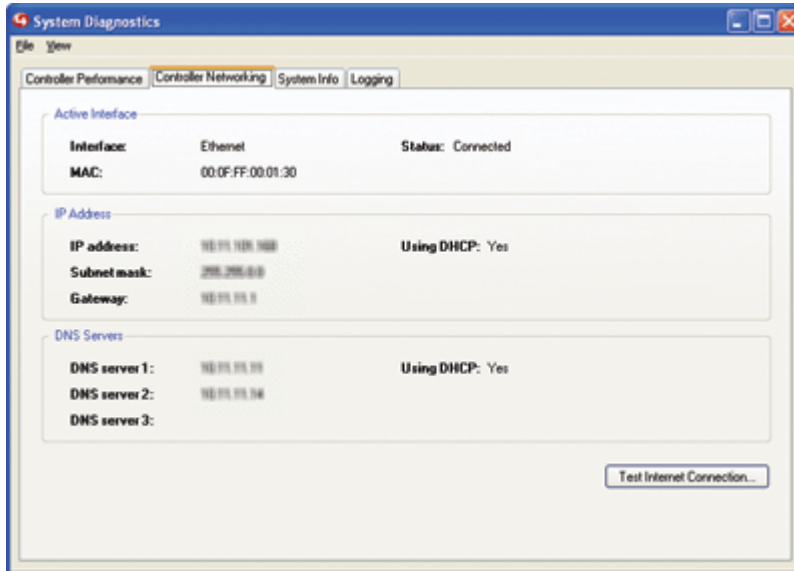 System Diagnostics
File View
Controller Performance Controller Networking System Info Logging
Active Interface
Interface: Ethernet Status: Connected
MAC: 00:0F:FF:00:01:30
IP Address
IP address: Using DHCP: Yes
Subnet mask:
Gateway:
DNS Servers
DNS server 1: Using DHCP: Yes
DNS server 2:
DNS server 3:
Test Internet Connection...